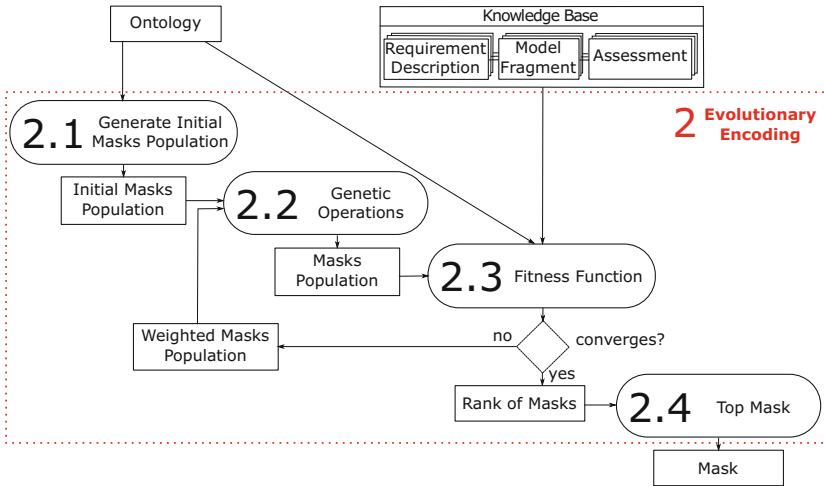 Ontology
Knowledge Base
Requirement
Description
Model
Fragment
Assessment
2 Evolutionary
Encoding
2.1 Generate Initial
Masks Population
Initial Masks
Population
2.2 Genetic
Operations
Masks
Population
2.3 Fitness Function
Weighted Masks
Population
no
converges?
yes
Rank of Masks
2.4 Top Mask
Mask